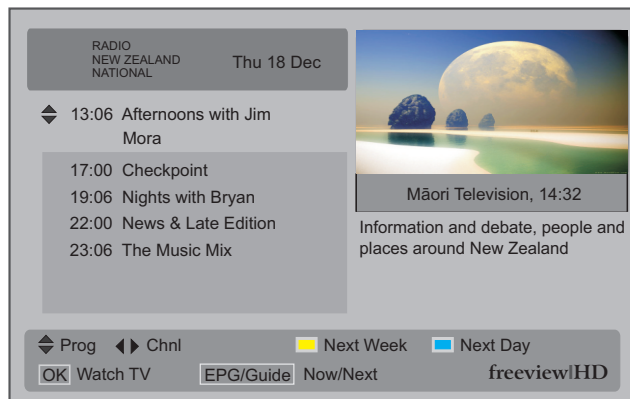 RADIO
NEW ZEALAND
NATIONAL
Thu 18 Dec
13:06 Afternoons with Jim
Mora
17:00 Checkpoint
19:06 Nights with Bryan
22:00 News & Late Edition
23:06 The Music Mix
Māori Television, 14:32
Information and debate, people and
places around New Zealand
Prog Chnl Next Week Next Day
OK Watch TV EPG/Guide Now/Next freeview|HD